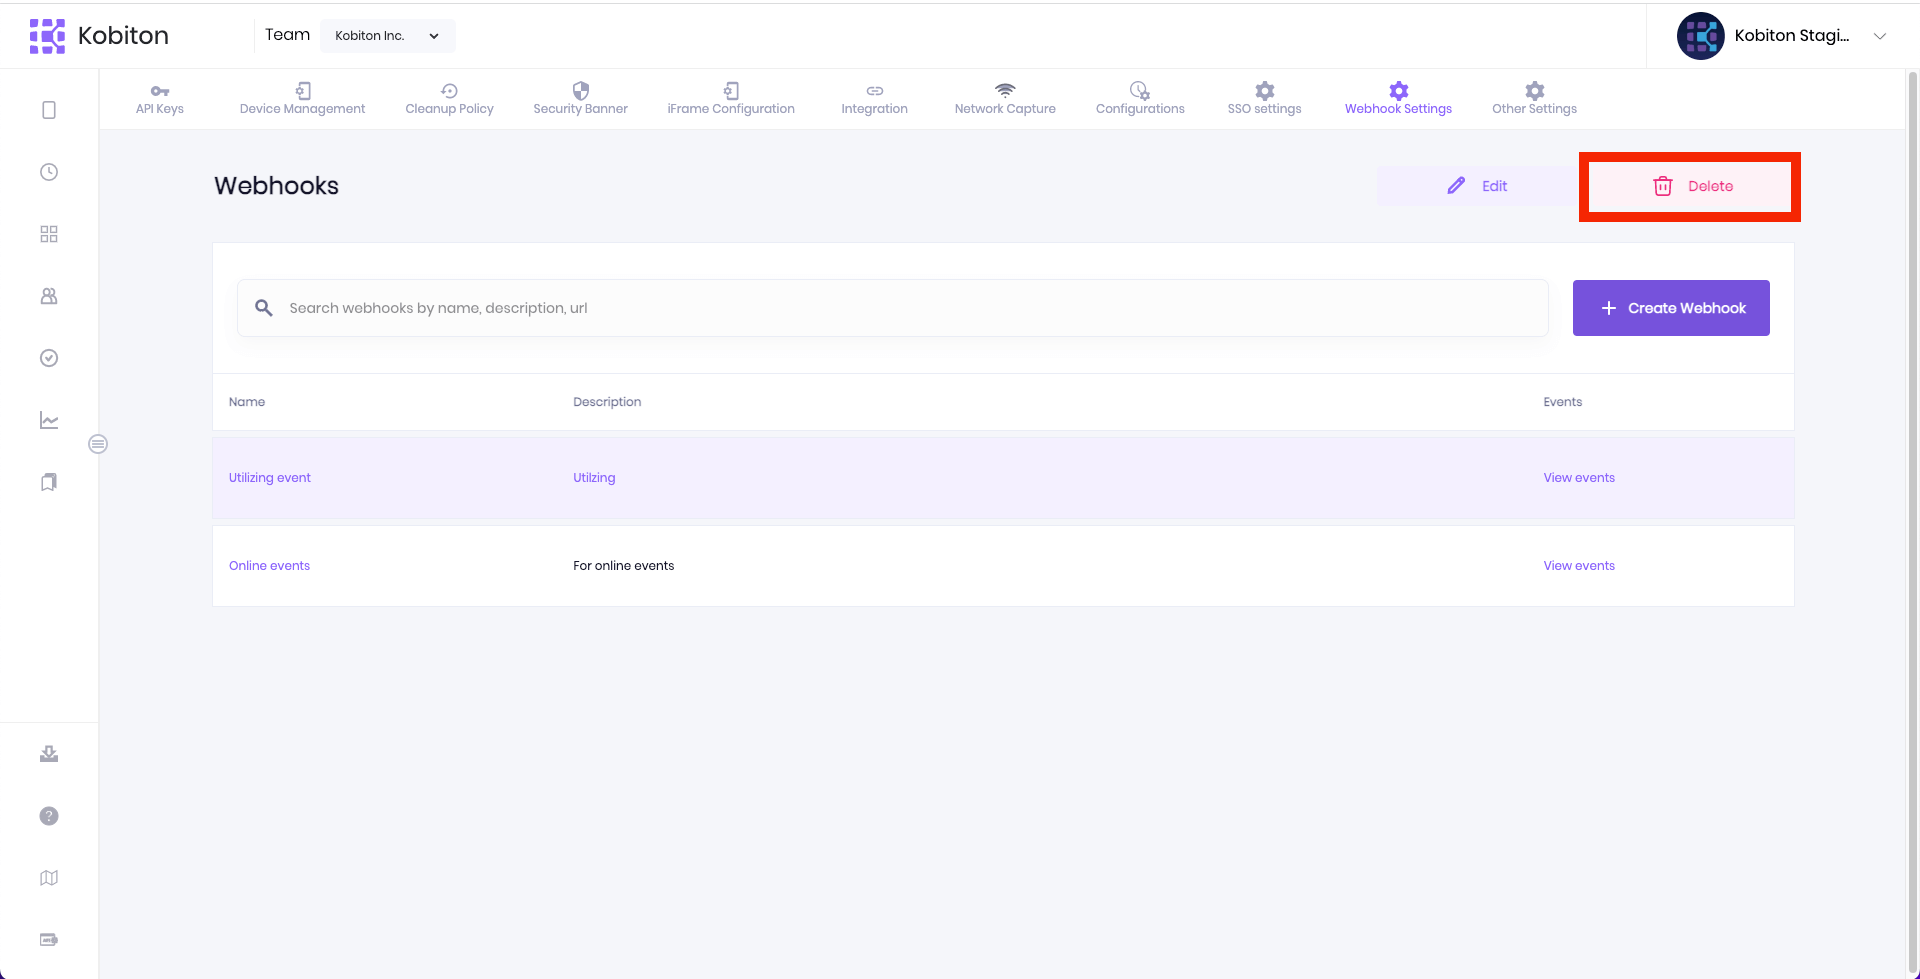 Kobiton
Team
Kobiton Inc.
Kobiton Stagi...
API Keys
Device Management
Cleanup Policy
Security Banner
iFrame Configuration
Integration
Network Capture
Configurations
SSO settings
Webhook Settings
Other Settings
Webhooks
Edit
Delete
Search webhooks by name, description, url
Create Webhook
Name
Description
Events
Utilizing event
Utilzing
View events
Online events
For online events
View events